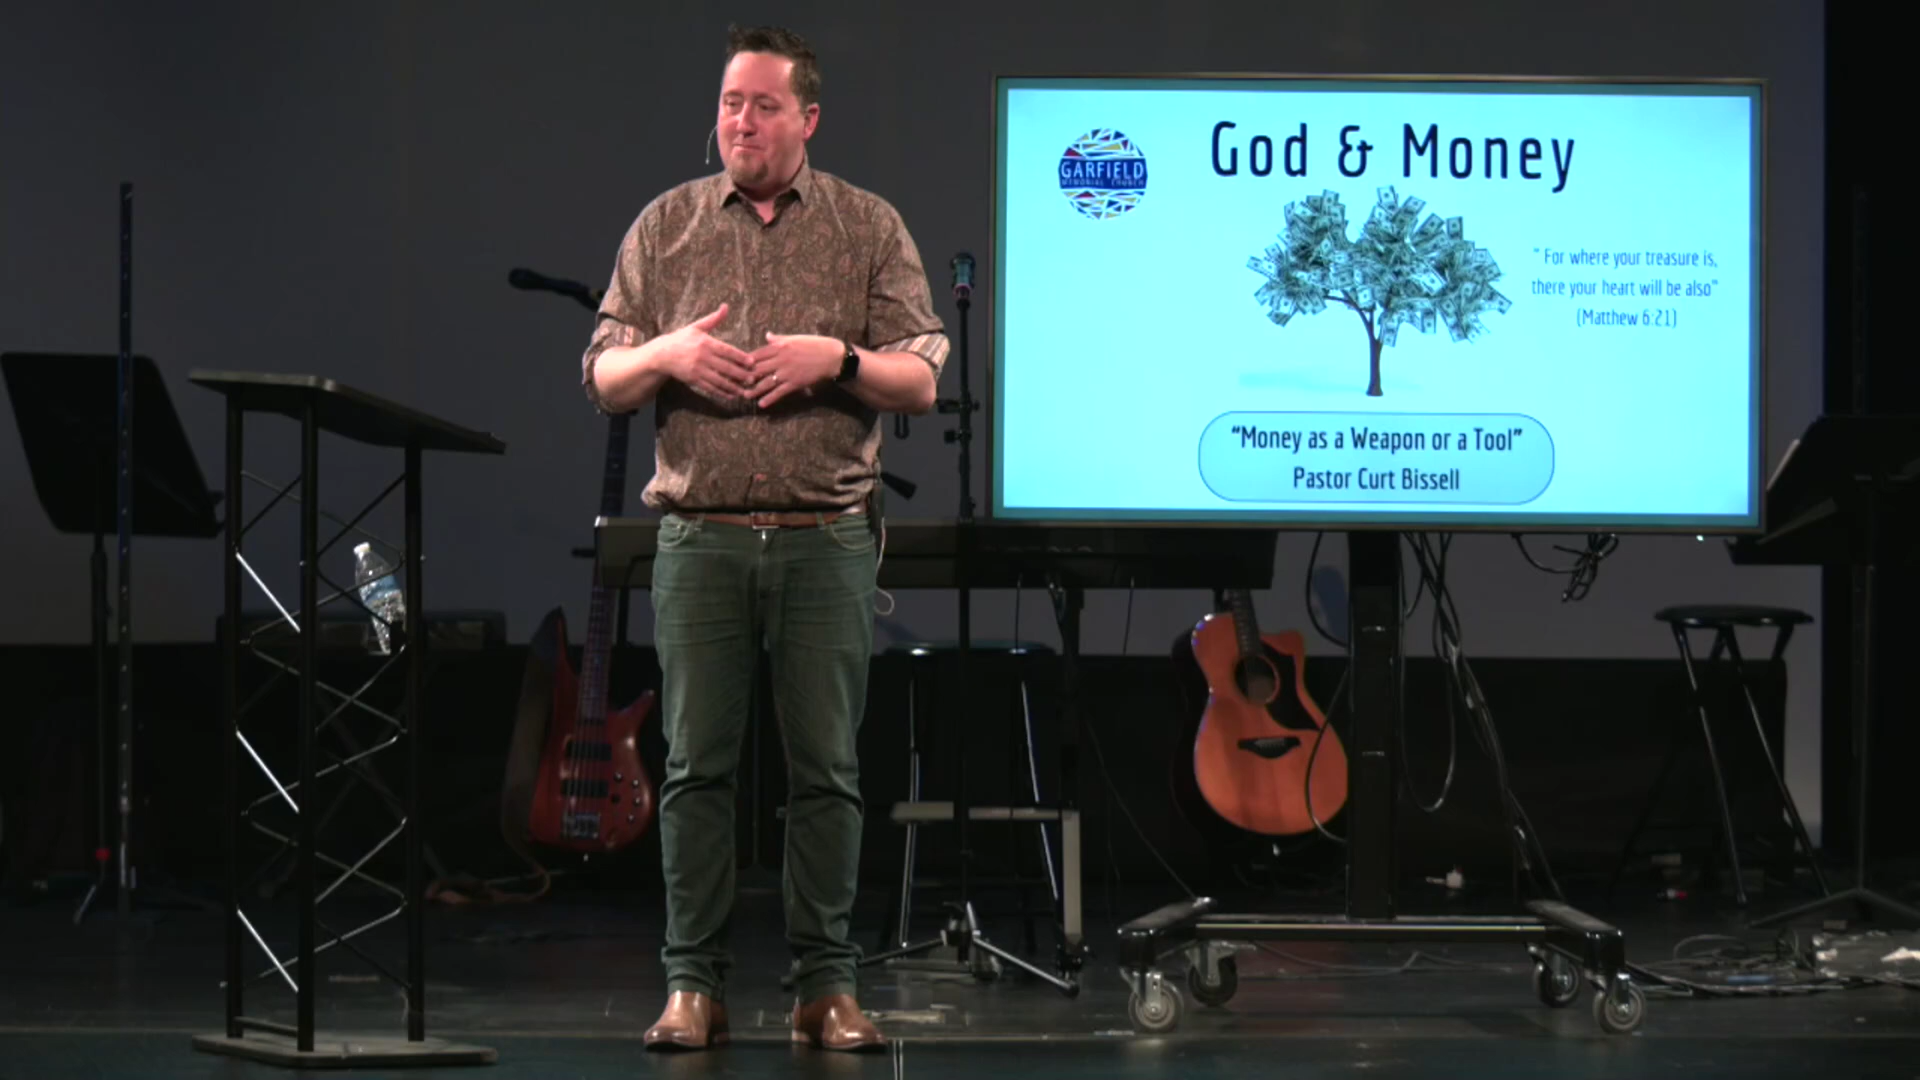 God & Money
GARFIELD
MEMORIAL CHURCH
" For where your treasure is,
there your heart will be also"
(Matthew 6:21)
“Money as a Weapon or a Tool”
Pastor Curt Bissell